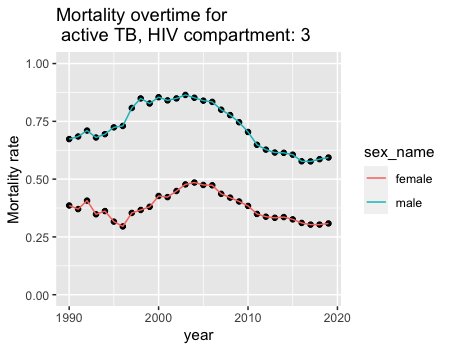 Mortality overtime for
active TB, HIV compartment: 3
1.00
0.75
0.50
0.25
0.00
Mortality rate
1990
2000
2010
2020
year
sex_name
female
male